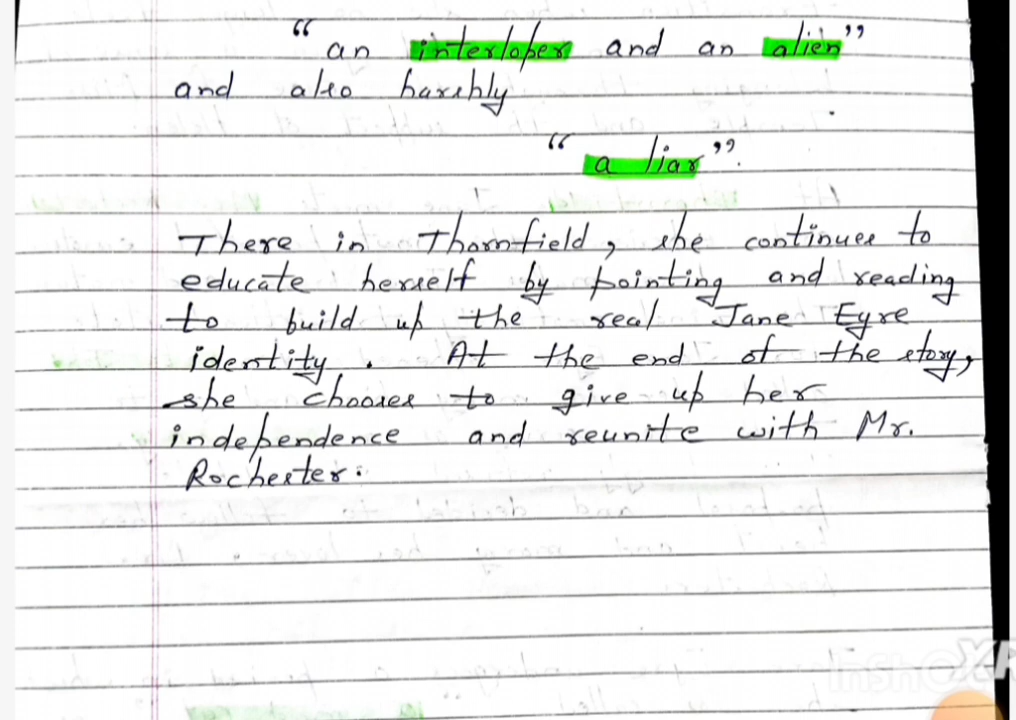 “an interloper and an alien”
and also harshly
“a liar”.
There in Thornfield, she continues to
educate herself by pointing and reading
to build up the real Jane Eyre
identity. At the end of the story,
she chooses to give up her
independence and reunite with Mr.
Rochester.